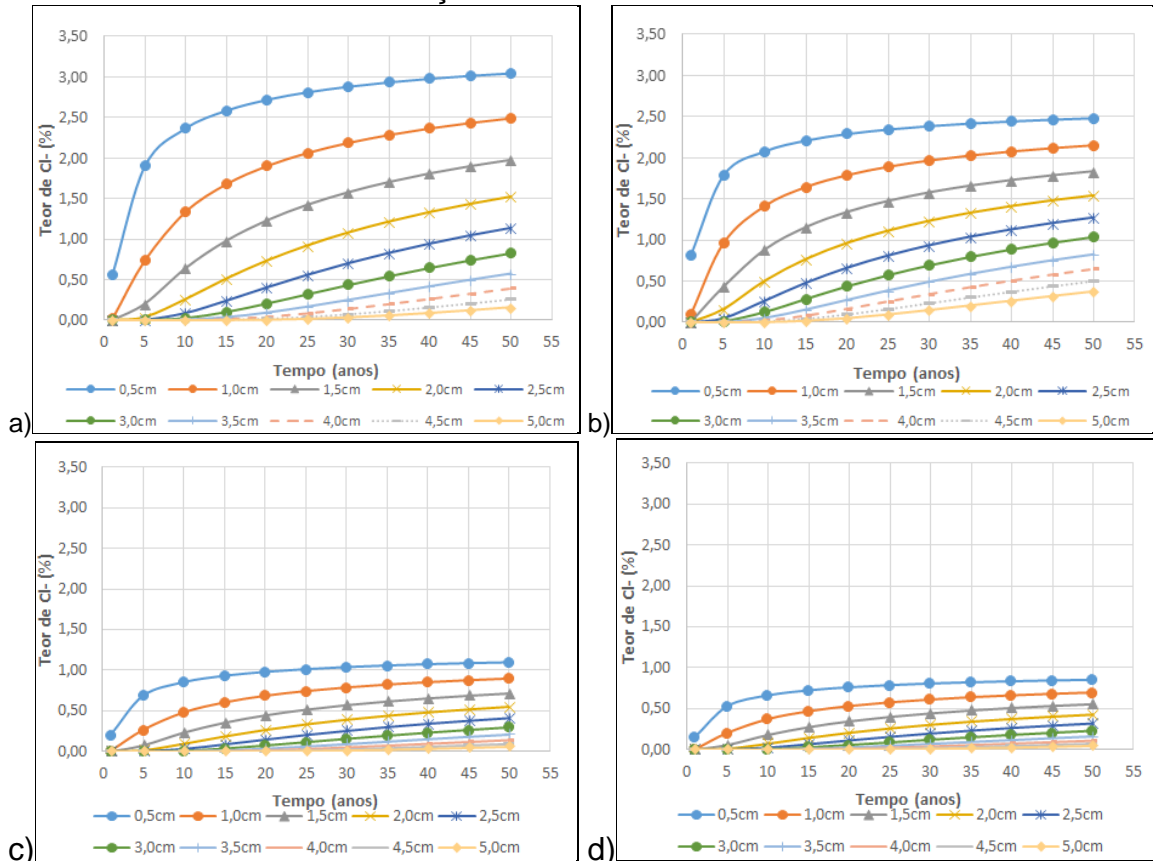 3,50
3,00
2,50
2,00
1,50
1,00
0,50
0,00
Teor de Cl- (%)
0 5 10 15 20 25 30 35 40 45 50 55
Tempo (anos)
0,5cm 1,0cm 1,5cm 2,0cm 2,5cm
3,0cm 3,5cm 4,0cm 4,5cm 5,0cm
a)
3,50
3,00
2,50
2,00
1,50
1,00
0,50
0,00
Teor de Cl- (%)
0 5 10 15 20 25 30 35 40 45 50 55
Tempo (anos)
0,5cm 1,0cm 1,5cm 2,0cm 2,5cm
3,0cm 3,5cm 4,0cm 4,5cm 5,0cm
b)
3,50
3,00
2,50
2,00
1,50
1,00
0,50
0,00
Teor de Cl- (%)
0 5 10 15 20 25 30 35 40 45 50 55
Tempo (anos)
0,5cm 1,0cm 1,5cm 2,0cm 2,5cm
3,0cm 3,5cm 4,0cm 4,5cm 5,0cm
c)
3,50
3,00
2,50
2,00
1,50
1,00
0,50
0,00
Teor de Cl- (%)
0 5 10 15 20 25 30 35 40 45 50 55
Tempo (anos)
0,5cm 1,0cm 1,5cm 2,0cm 2,5cm
3,0cm 3,5cm 4,0cm 4,5cm 5,0cm
d)